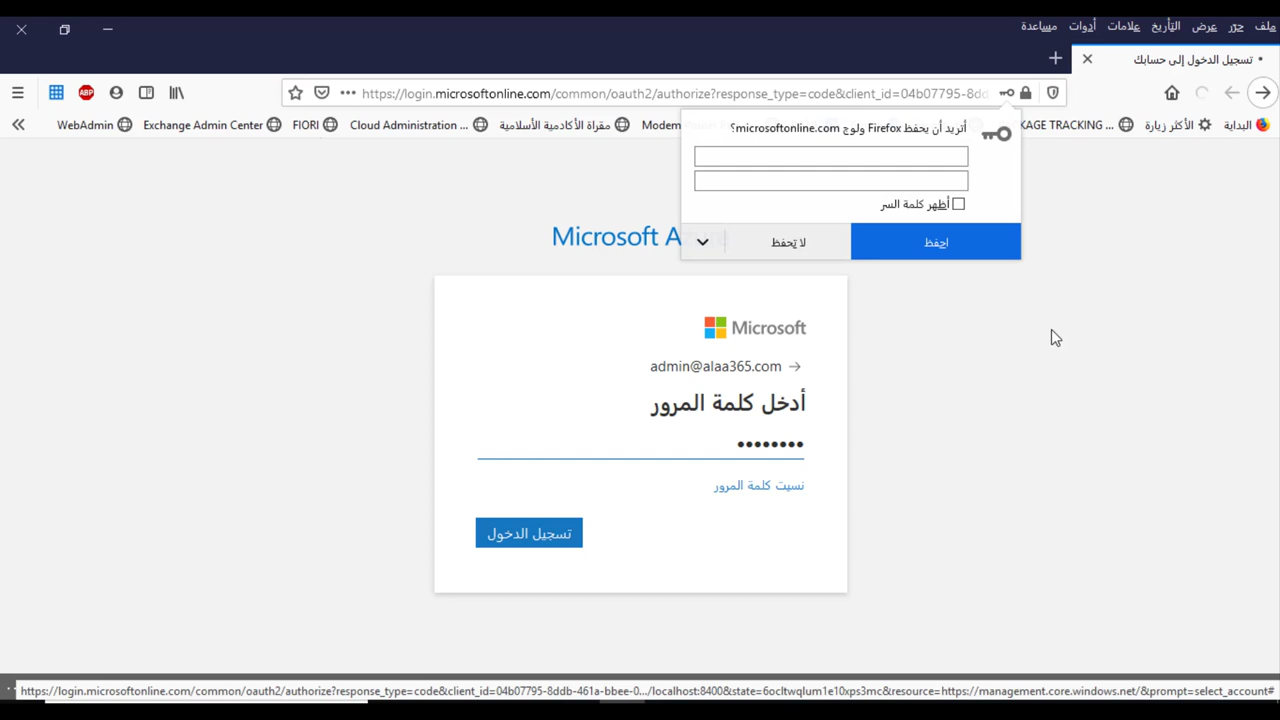 ملف حرّر عرض التأريخ علامات أدوات مساعدة
تسجيل الدخول إلى حسابك
https://login.microsoftonline.com/common/oauth2/authorize?response_type=code&client_id=04b07795-8dd
البداية
الأكثر زيارة
KAGE TRACKING ...
Modem
مقرأة الأكاديمية الأسلامية
Cloud Administration ...
FIORI
Exchange Admin Center
WebAdmin
أتريد أن يحفظ Firefox ولوج microsoftonline.com؟
أظهر كلمة السر
احفظ
لا تحفظ
Microsoft Az
Microsoft
admin@alaa365.com
أدخل كلمة المرور
••••••••
نسيت كلمة المرور
تسجيل الدخول
https://login.microsoftonline.com/common/oauth2/authorize?response_type=code&client_id=04b07795-8ddb-461a-bbee-0.../localhost:8400&state=6ocltwqlum1e10xps3mc&resource=https://management.core.windows.net/&prompt=select_account#